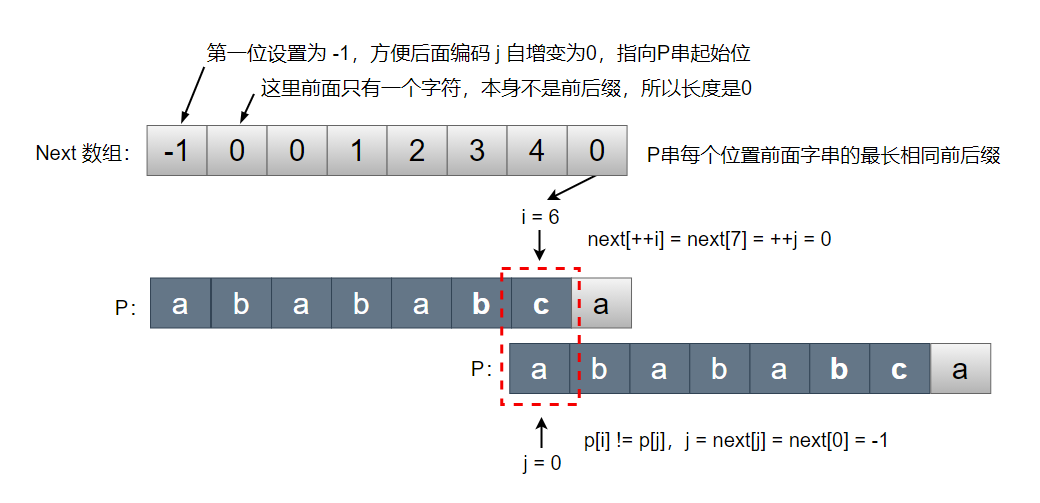 第一位设置为 -1，方便后面编码 j 自增变为0，指向P串起始位
这里前面只有一个字符，本身不是前后缀，所以长度是0
Next 数组： -1 0 0 1 2 3 4 0 P串每个位置前面字串的最长相同前后缀
i = 6
next[++i] = next[7] = ++j = 0
P： a b a b a b c a
P： a b a b a b c a
p[i] != p[j]，j = next[j] = next[0] = -1
j = 0